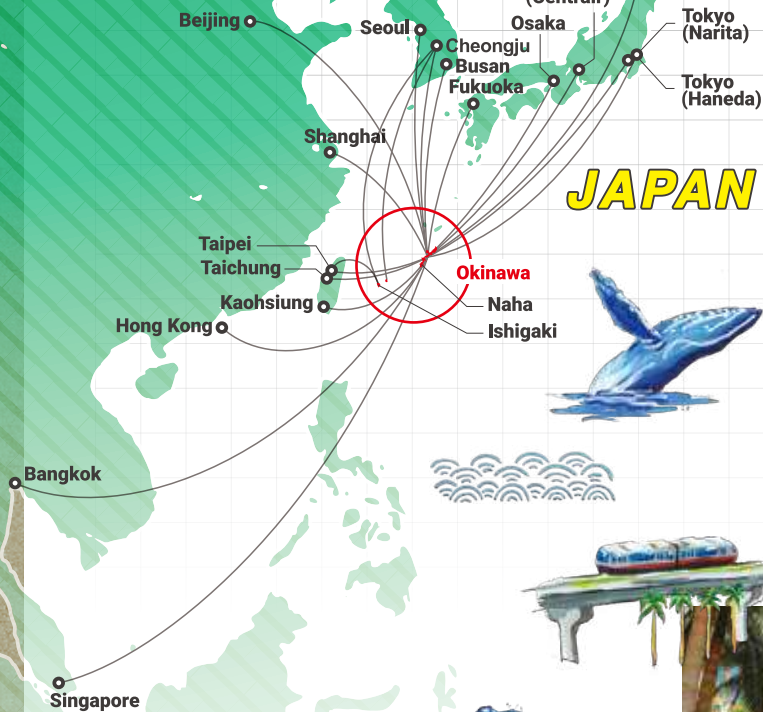 (Centrair)
Beijing
Seoul
Osaka
Tokyo
(Narita)
Cheongju
Busan
Fukuoka
Tokyo
(Haneda)
Shanghai
JAPAN
Taipei
Taichung
Okinawa
Kaohsiung
Naha
Hong Kong
Ishigaki
Bangkok
Singapore